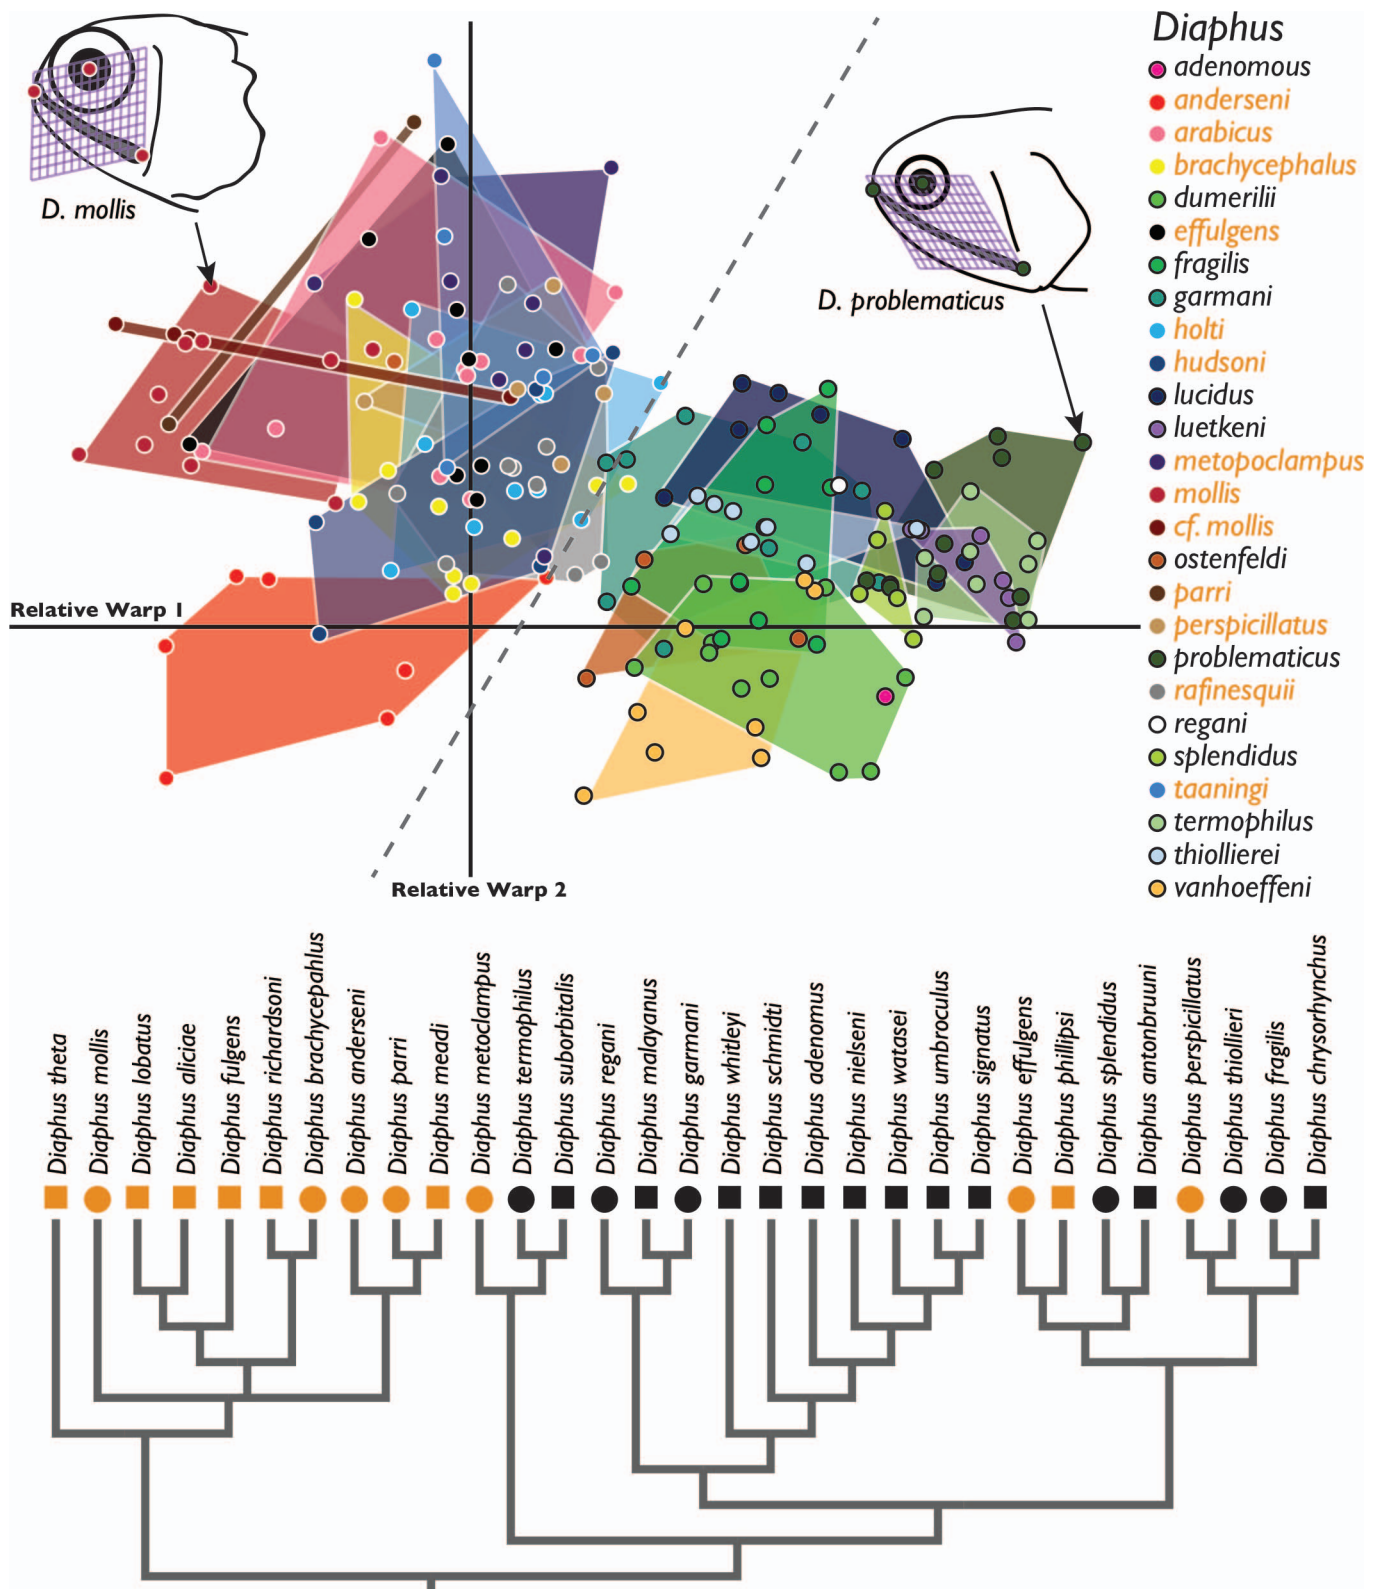 Diaphus
adenomous
anderseni
arabicus
brachycephalus
dumerilii
effulgens
fragilis
garmani
holti
hudsoni
lucidus
luetkeni
metopoclampus
mollis
cf. mollis
ostenfeldi
parri
perspicillatus
problematicus
rafinesquii
regani
splendidus
taaningi
termophilus
thiollierei
vanhoeffeni
D. mollis
D. problematicus
Relative Warp 1
Relative Warp 2
Diaphus theta
Diaphus mollis
Diaphus lobatus
Diaphus aliciae
Diaphus fulgens
Diaphus richardsoni
Diaphus brachycepahlus
Diaphus anderseni
Diaphus parri
Diaphus meadi
Diaphus metoclampus
Diaphus termophilus
Diaphus suborbitalis
Diaphus regani
Diaphus malayanus
Diaphus garmani
Diaphus whitleyi
Diaphus schmidti
Diaphus adenomus
Diaphus nielseni
Diaphus watasei
Diaphus umbroculus
Diaphus signatus
Diaphus effulgens
Diaphus phillipsi
Diaphus splendidus
Diaphus antonbruuni
Diaphus perspicillatus
Diaphus thiollieri
Diaphus fragilis
Diaphus chrysorhynchus